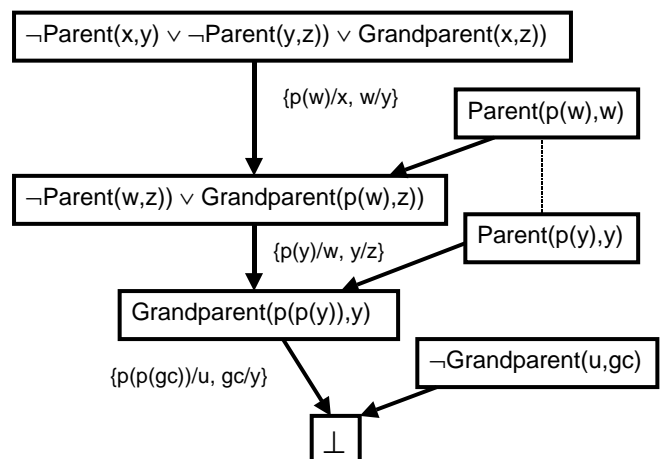 ¬Parent(x,y) ∨ ¬Parent(y,z)) ∨ Grandparent(x,z))
{p(w)/x, w/y}
Parent(p(w),w)
¬Parent(w,z)) ∨ Grandparent(p(w),z))
Parent(p(y),y)
{p(y)/w, y/z}
Grandparent(p(p(y)),y)
¬Grandparent(u,gc)
{p(p(gc))/u, gc/y}
⊥